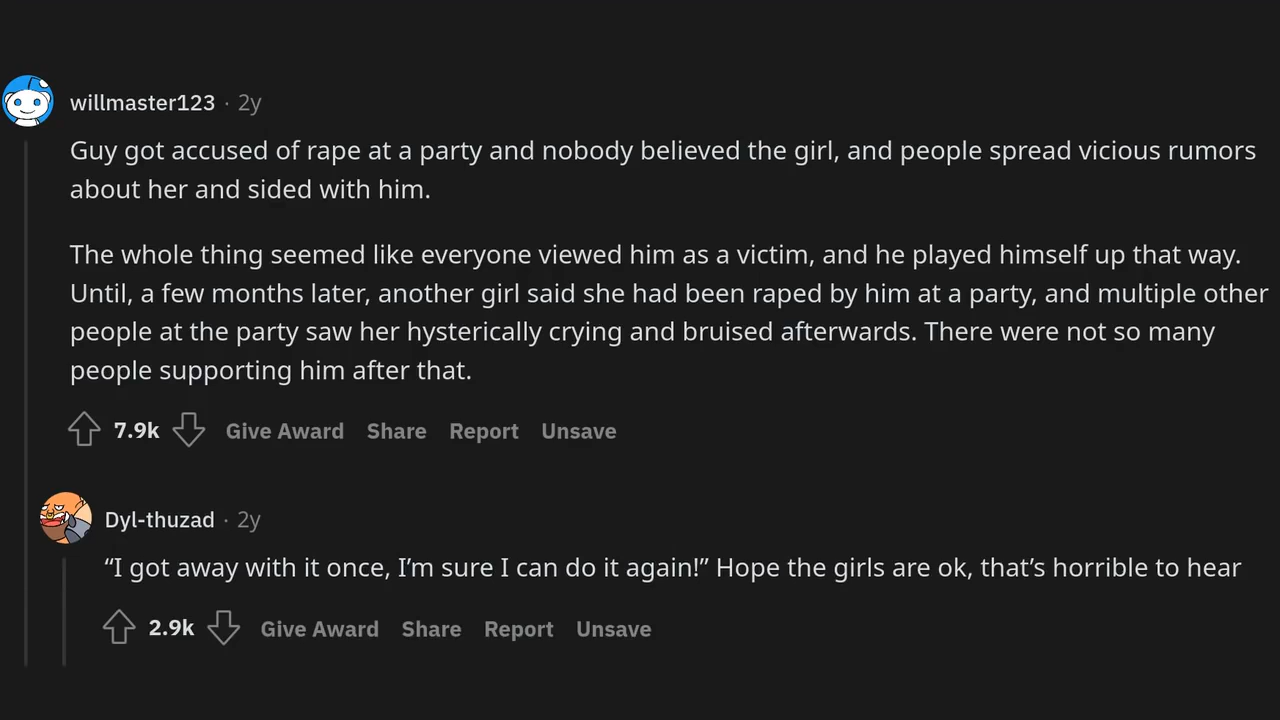 willmaster123 · 2y
Guy got accused of rape at a party and nobody believed the girl, and people spread vicious rumors
about her and sided with him.
The whole thing seemed like everyone viewed him as a victim, and he played himself up that way.
Until, a few months later, another girl said she had been raped by him at a party, and multiple other
people at the party saw her hysterically crying and bruised afterwards. There were not so many
people supporting him after that.
7.9k Give Award Share Report Unsave
Dyl-thuzad · 2y
“I got away with it once, I’m sure I can do it again!” Hope the girls are ok, that’s horrible to hear
2.9k Give Award Share Report Unsave